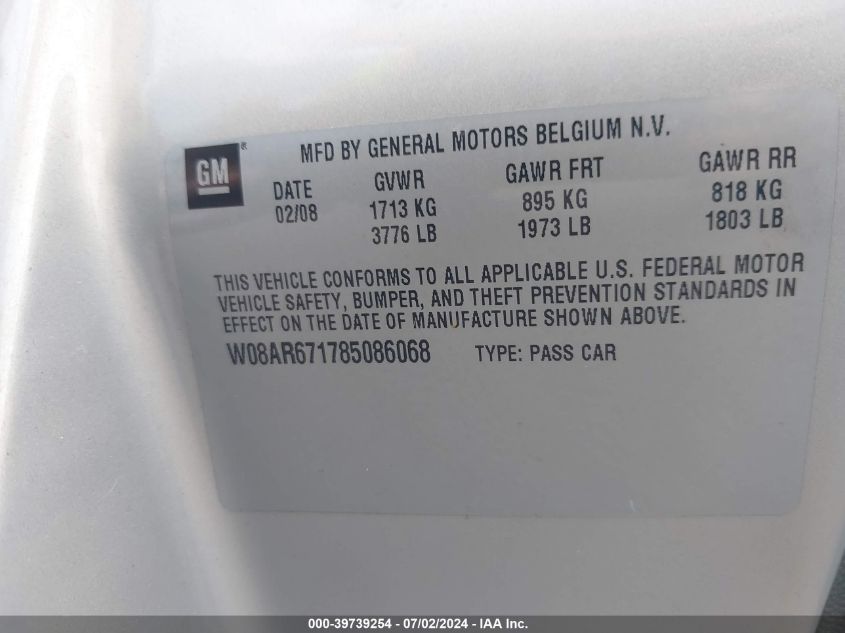 GM®
MFD BY GENERAL MOTORS BELGIUM N.V.
DATE GVWR GAWR FRT GAWR RR
02/08 1713 KG 895 KG 818 KG
3776 LB 1973 LB 1803 LB
THIS VEHICLE CONFORMS TO ALL APPLICABLE U.S. FEDERAL MOTOR
VEHICLE SAFETY, BUMPER, AND THEFT PREVENTION STANDARDS IN
EFFECT ON THE DATE OF MANUFACTURE SHOWN ABOVE.
W08AR671785086068 TYPE: PASS CAR
000-39739254 - 07/02/2024 - IAA Inc.